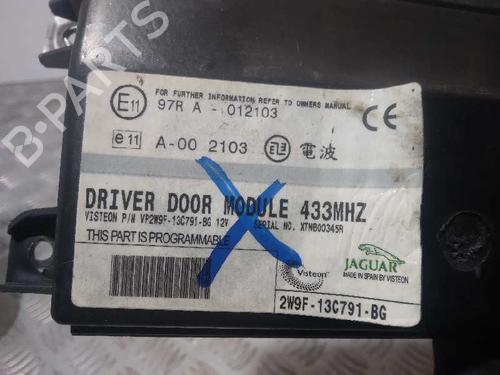 B-PARTS
FOR FURTHER INFORMATION REFER TO OWNERS MANUAL
E11 97R A - 012103
CE
e11 A-00 2103 電波
DRIVER DOOR MODULE 433MHZ
VISTEON P/N VP2W9F-13C791-BG 12V SERIAL NO. XTNB00345R
THIS PART IS PROGRAMMABLE
Visteon
JAGUAR
MADE IN SPAIN BY VISTEON
2W9F-13C791-BG